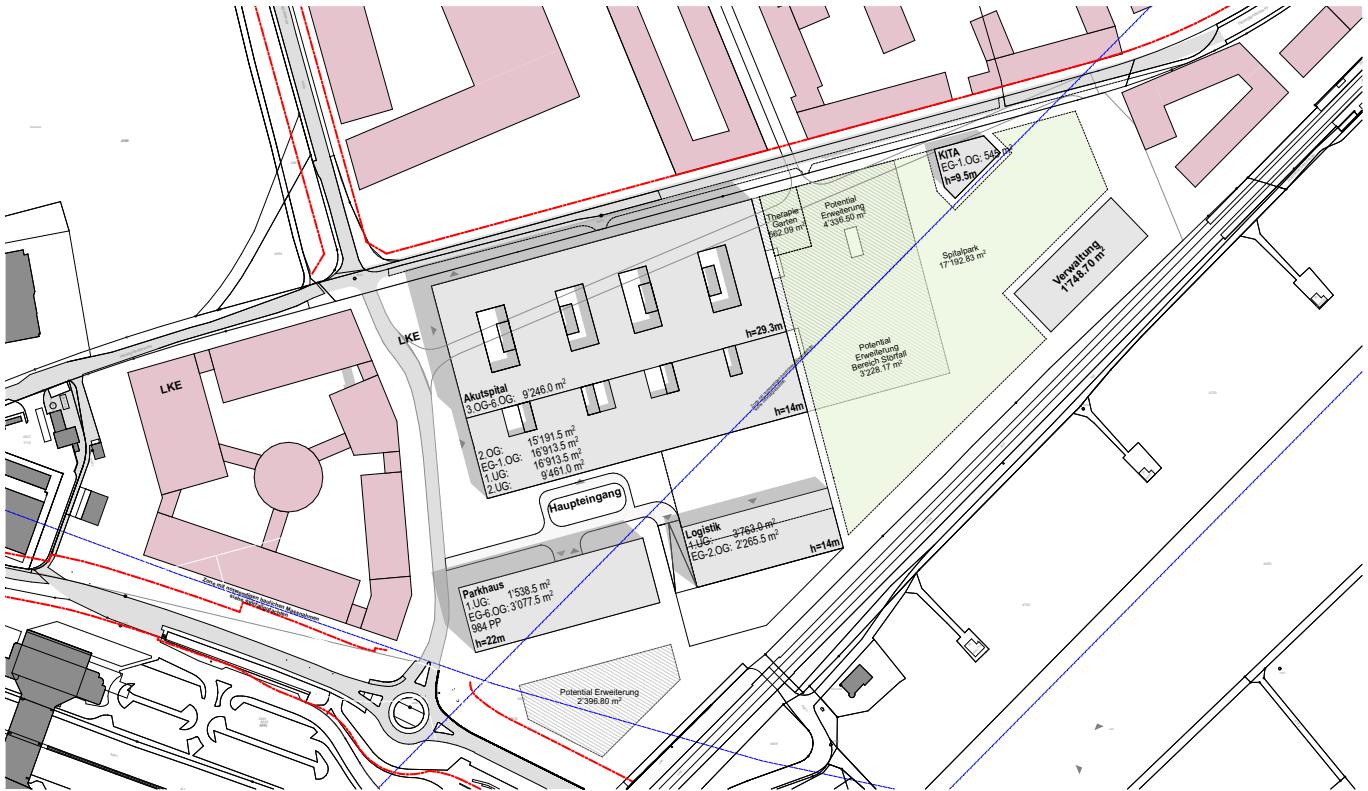 KITA
EG-1.OG: 545 m²
h=9.5m
Therapie
Garten
562.09 m²
Potential
Erweiterung
4'336.50 m²
Spitalpark
17'192.83 m²
Verwaltung
1'748.70 m²
LKE
LKE
h=29.3m
Akutspital
3.OG-6.OG: 9'246.0 m²
Potential
Erweiterung
Bereich Störfall
3'228.17 m²
h=14m
2.OG: 15'191.5 m²
EG-1.OG: 16'913.5 m²
1.UG: 16'913.5 m²
2.UG: 9'461.0 m²
Haupteingang
Logistik
1.UG: 3'763.0 m²
EG-2.OG: 2'265.5 m²
h=14m
Parkhaus
1.UG: 1'538.5 m²
EG-6.OG: 3'077.5 m²
984 PP
h=22m
Zone mit notwendigen baulichen Massnahmen
Potential Erweiterung
2'396.80 m²